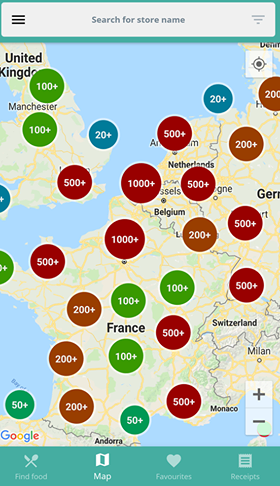 Search for store name
United
Kingdom
Denm
100+
Manchester
20+
200
100+
20+
500+
Amsterdam
200+
Netherlands
500+
1000+
500+
Ger
Brussels
Belgium
500+
1000+
200+
500+
500+
200+
100+
100+
France
500+
Switzerland
200+
100+
Milan
500+
50+
200+
50+
Monaco
Google
Andorra
Find food
Map
Favourites
Receipts